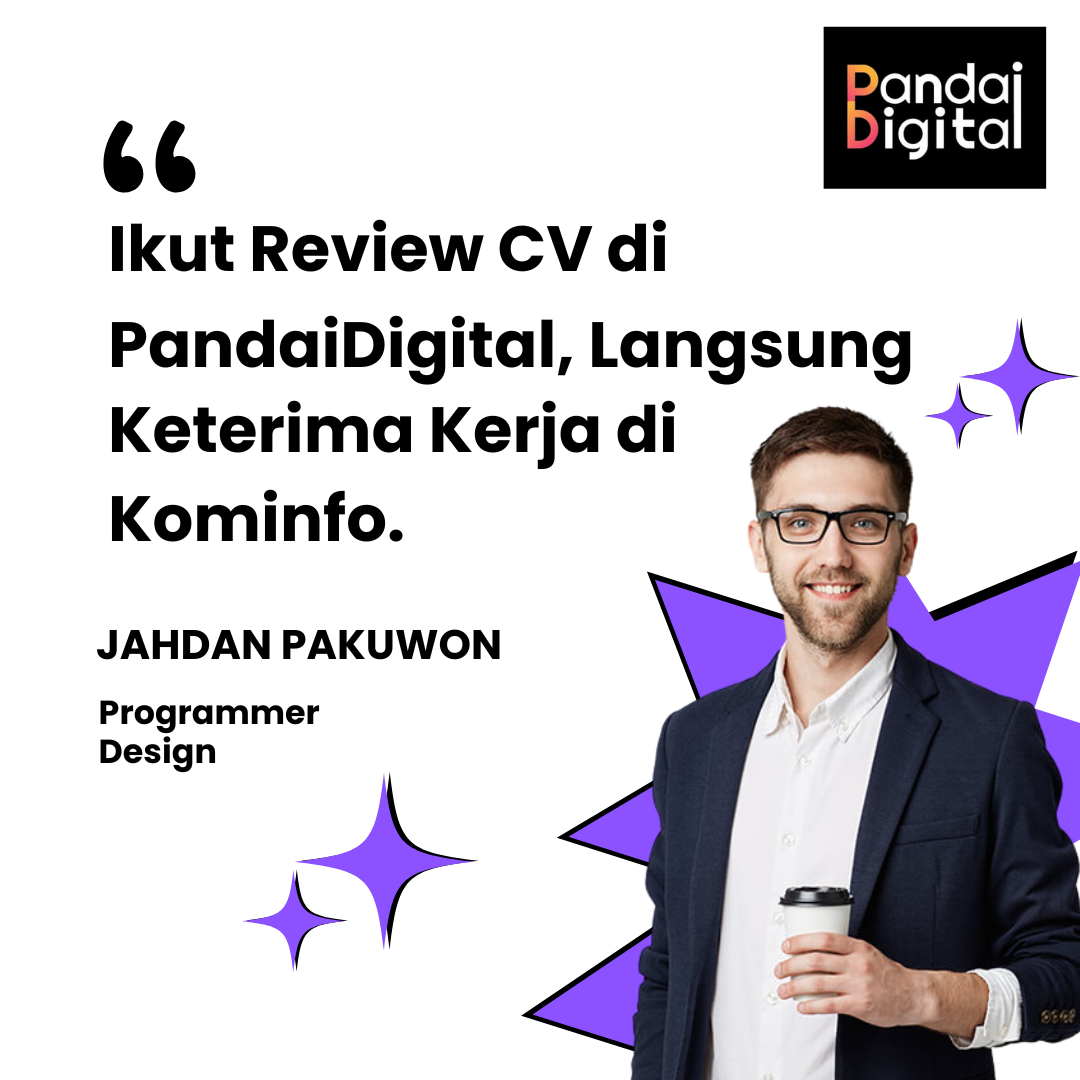 Pandai
Digital
“
Ikut Review CV di
PandaiDigital, Langsung
Keterima Kerja di
Kominfo.
JAHDAN PAKUWON
Programmer
Design